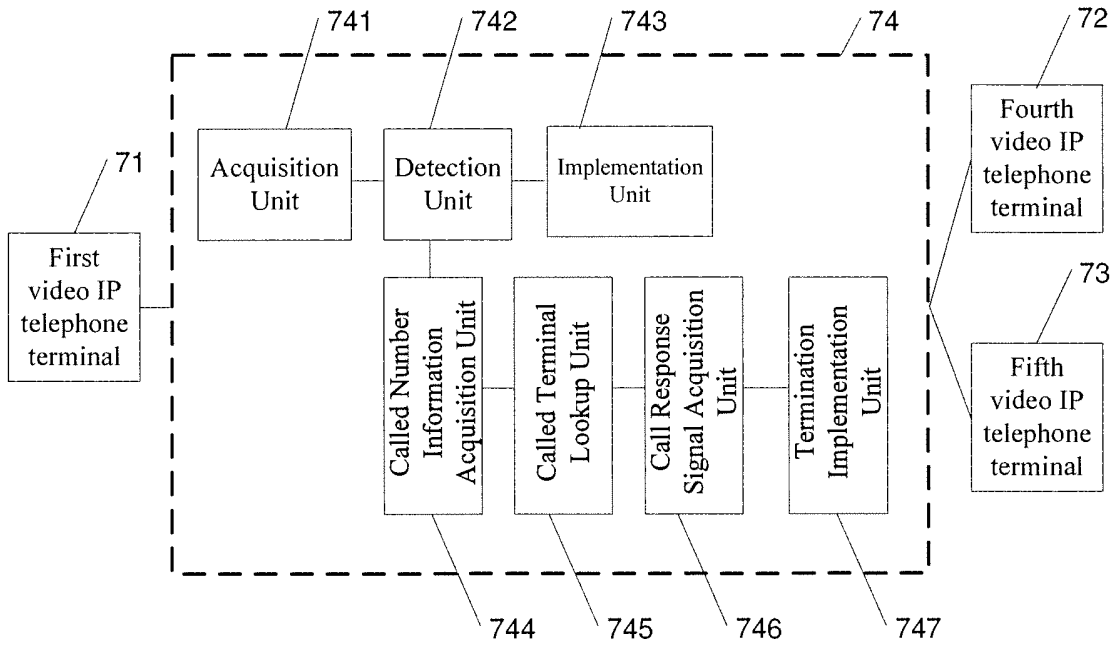 741
742
743
74
72
71
73
Acquisition
Unit
Detection
Unit
Implementation
Unit
First
video IP
telephone
terminal
Fourth
video IP
telephone
terminal
Fifth
video IP
telephone
terminal
Called Number
Information
Acquisition Unit
Called Terminal
Lookup Unit
Call Response
Signal Acquisition
Unit
Termination
Implementation
Unit
744
745
746
747